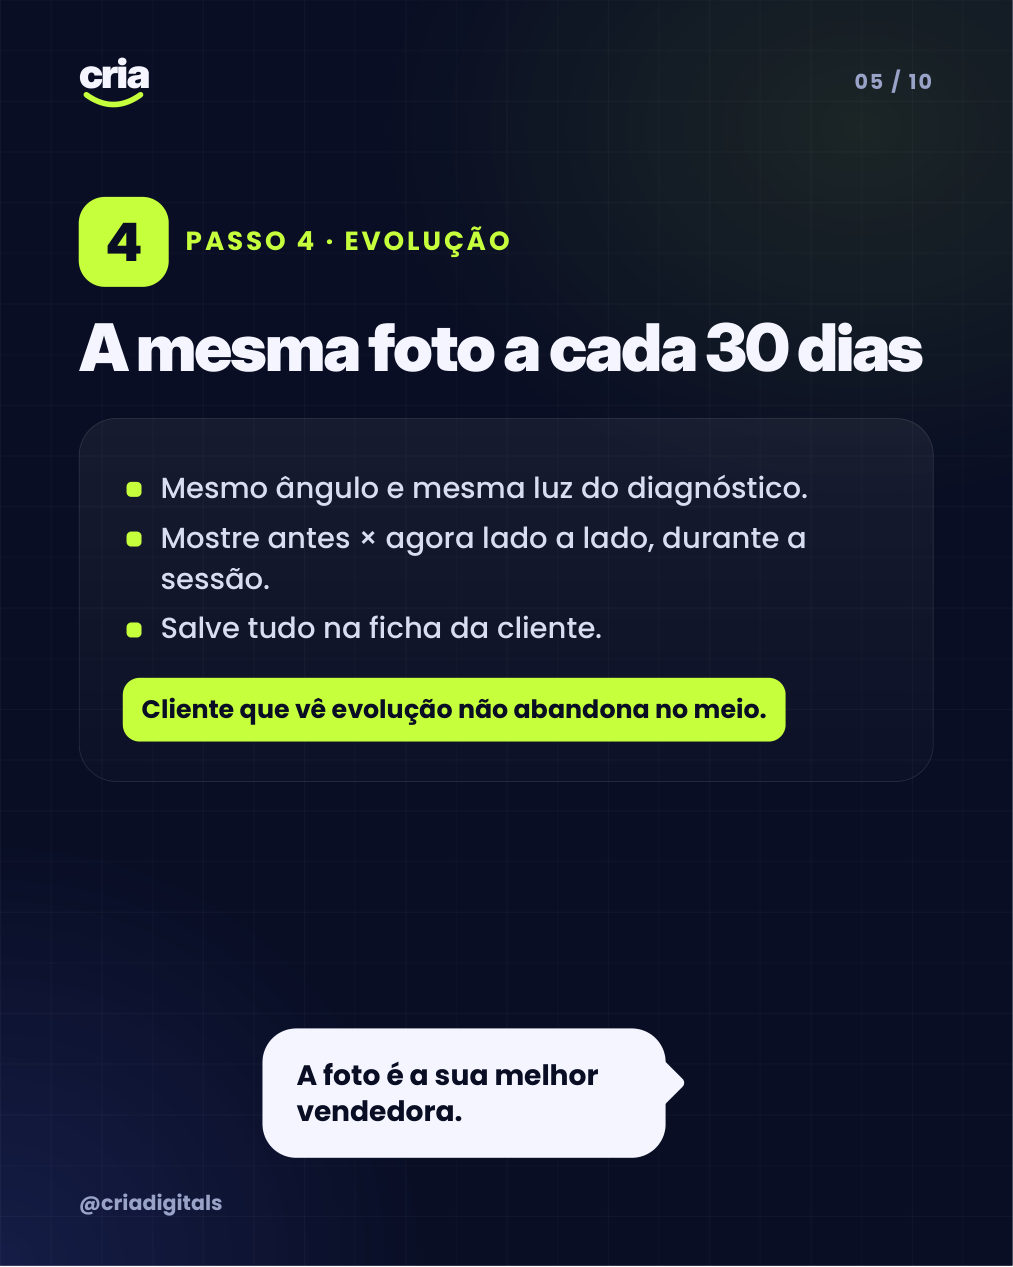 cria
05 / 10
4
PASSO 4 · EVOLUÇÃO
A mesma foto a cada 30 dias
Mesmo ângulo e mesma luz do diagnóstico.
Mostre antes × agora lado a lado, durante a
sessão.
Salve tudo na ficha da cliente.
Cliente que vê evolução não abandona no meio.
A foto é a sua melhor
vendedora.
@criadigitals